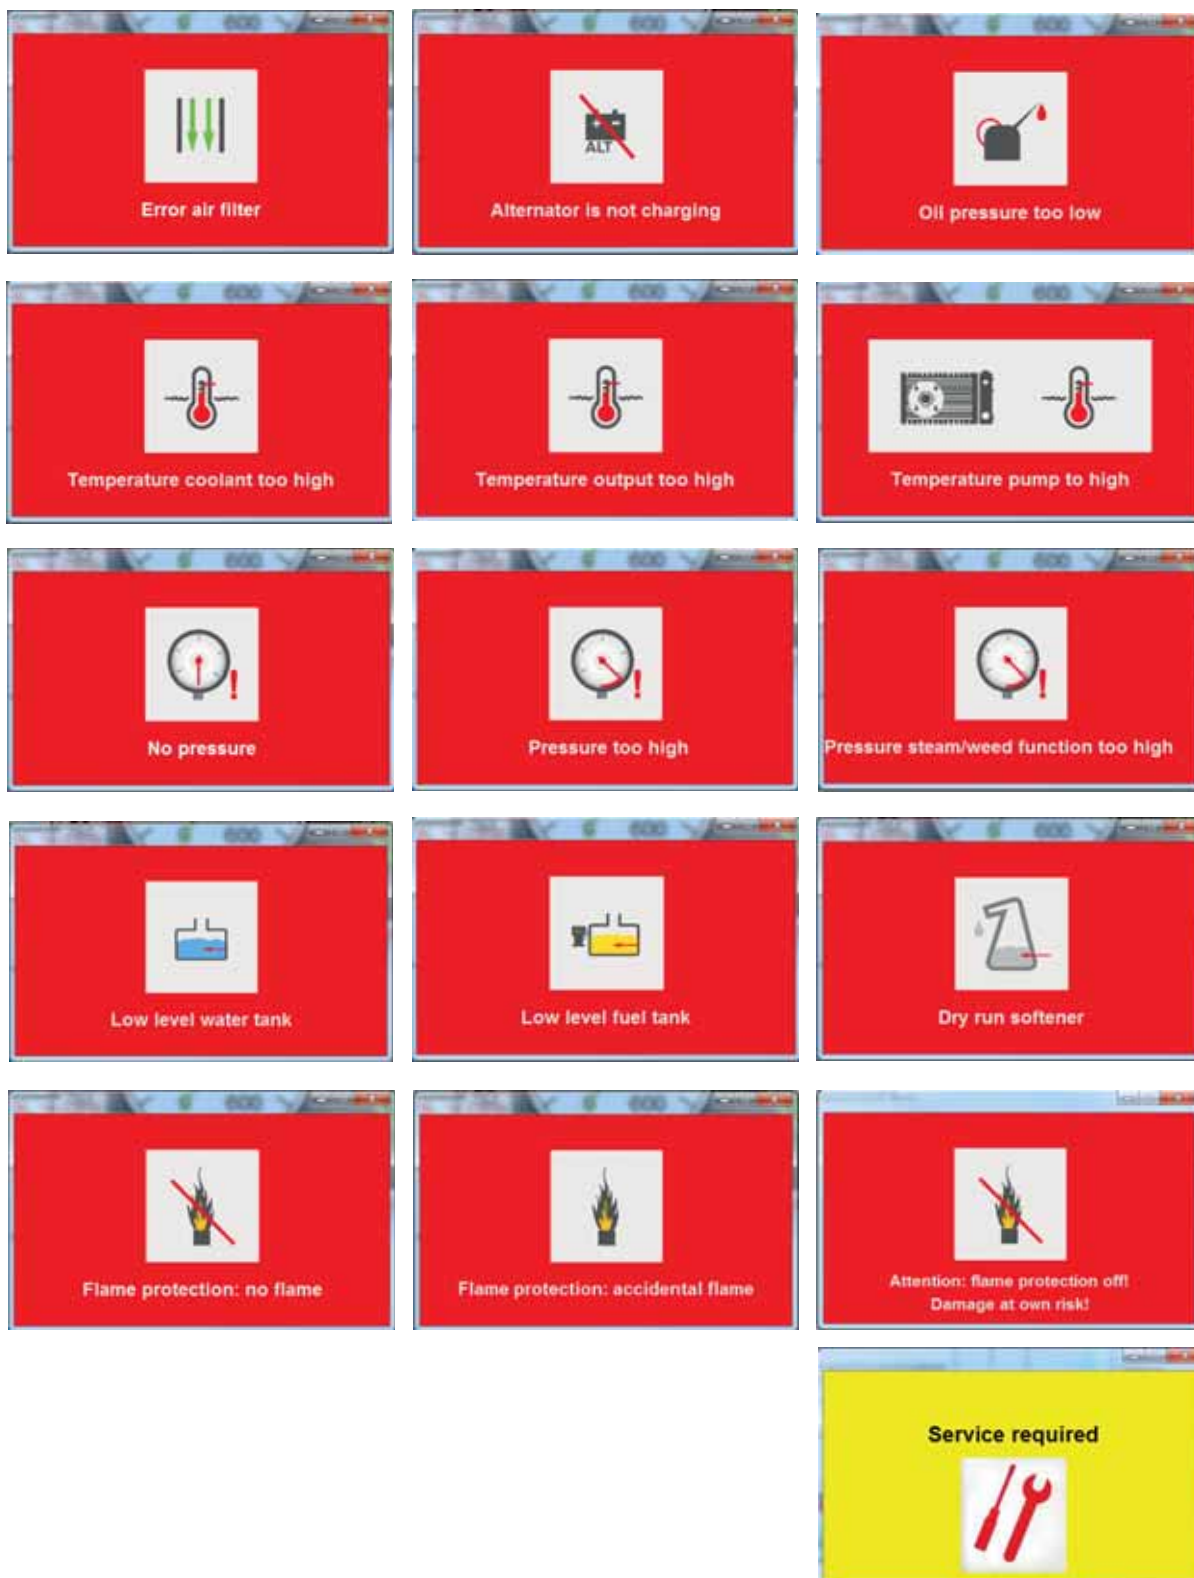 Error air filter
ALT
Alternator is not charging
Oil pressure too low
Temperature coolant too high
Temperature output too high
Temperature pump to high
No pressure
Pressure too high
Pressure steam/weed function too high
Low level water tank
Low level fuel tank
Dry run softener
Flame protection: no flame
Flame protection: accidental flame
Attention: flame protection off!
Damage at own risk!
Service required